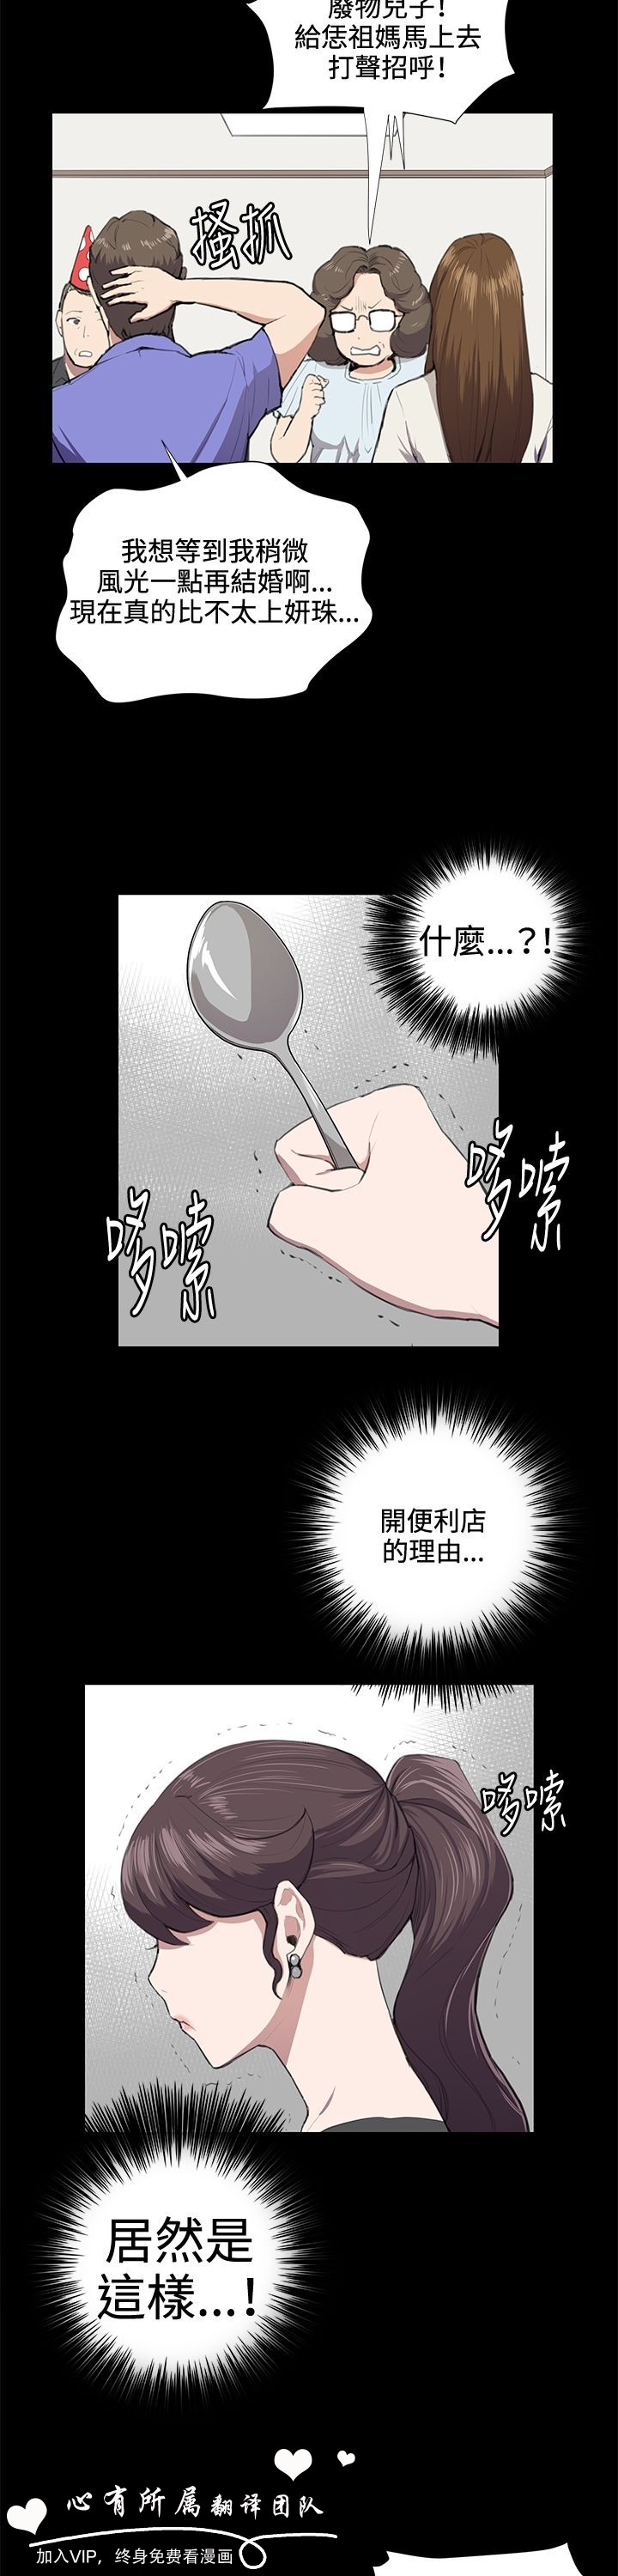 廢物兒子！
給恁祖媽馬上去
打聲招呼！
搔抓
我想等到我稍微
風光一點再結婚啊...
現在真的比不太上妍珠...
什麼...？！
哆嗦
哆嗦
開便利店
的理由...
哆嗦
居然是
這樣...！
心有所属翻译团队
加入VIP，终身免费看漫画